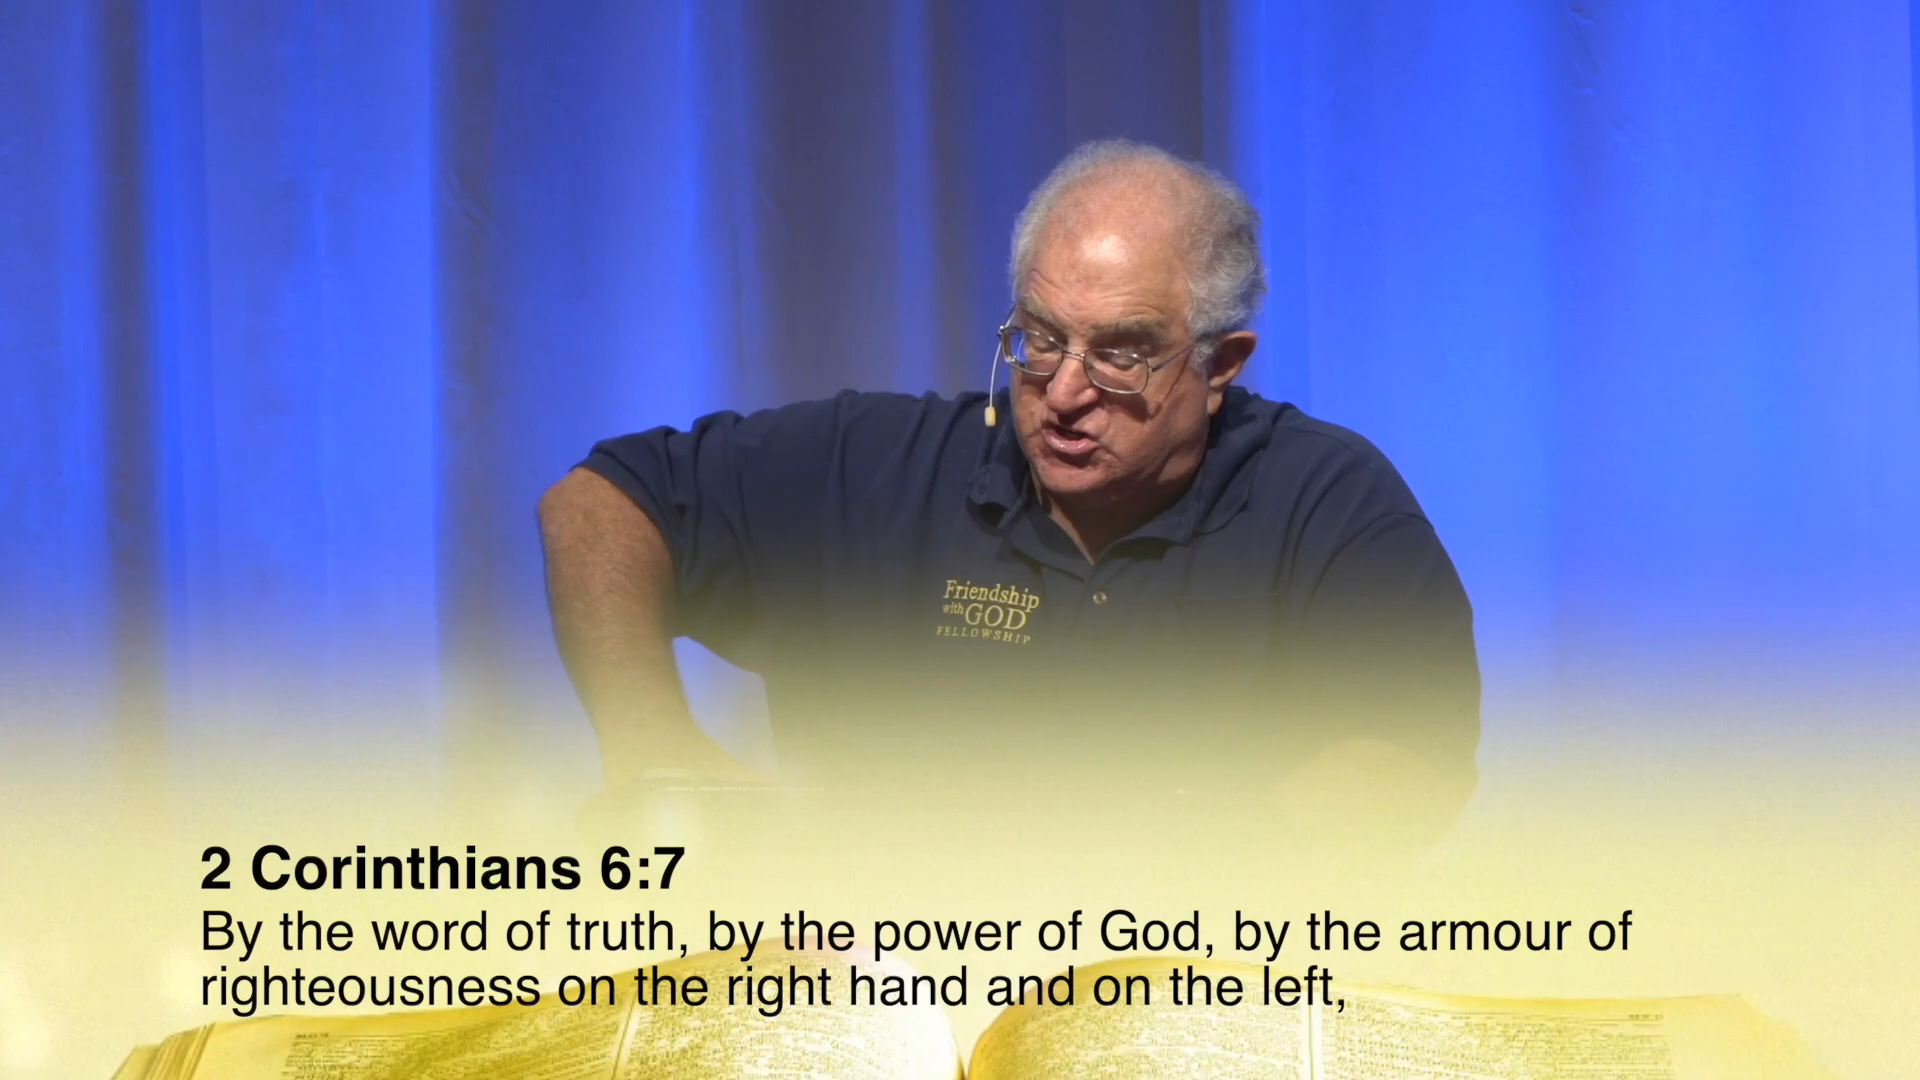 Friendship
with GOD
FELLOWSHIP
2 Corinthians 6:7
By the word of truth, by the power of God, by the armour of
righteousness on the right hand and on the left,